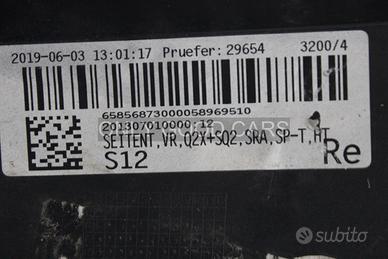 2019-06-03 13:01:17 Pruefer: 29654 3200/4
65856873000058969510
201307010000:12
SEITENT,VR,Q2X+SQ2,SRA,SP-T,HT
S12
Re
subito